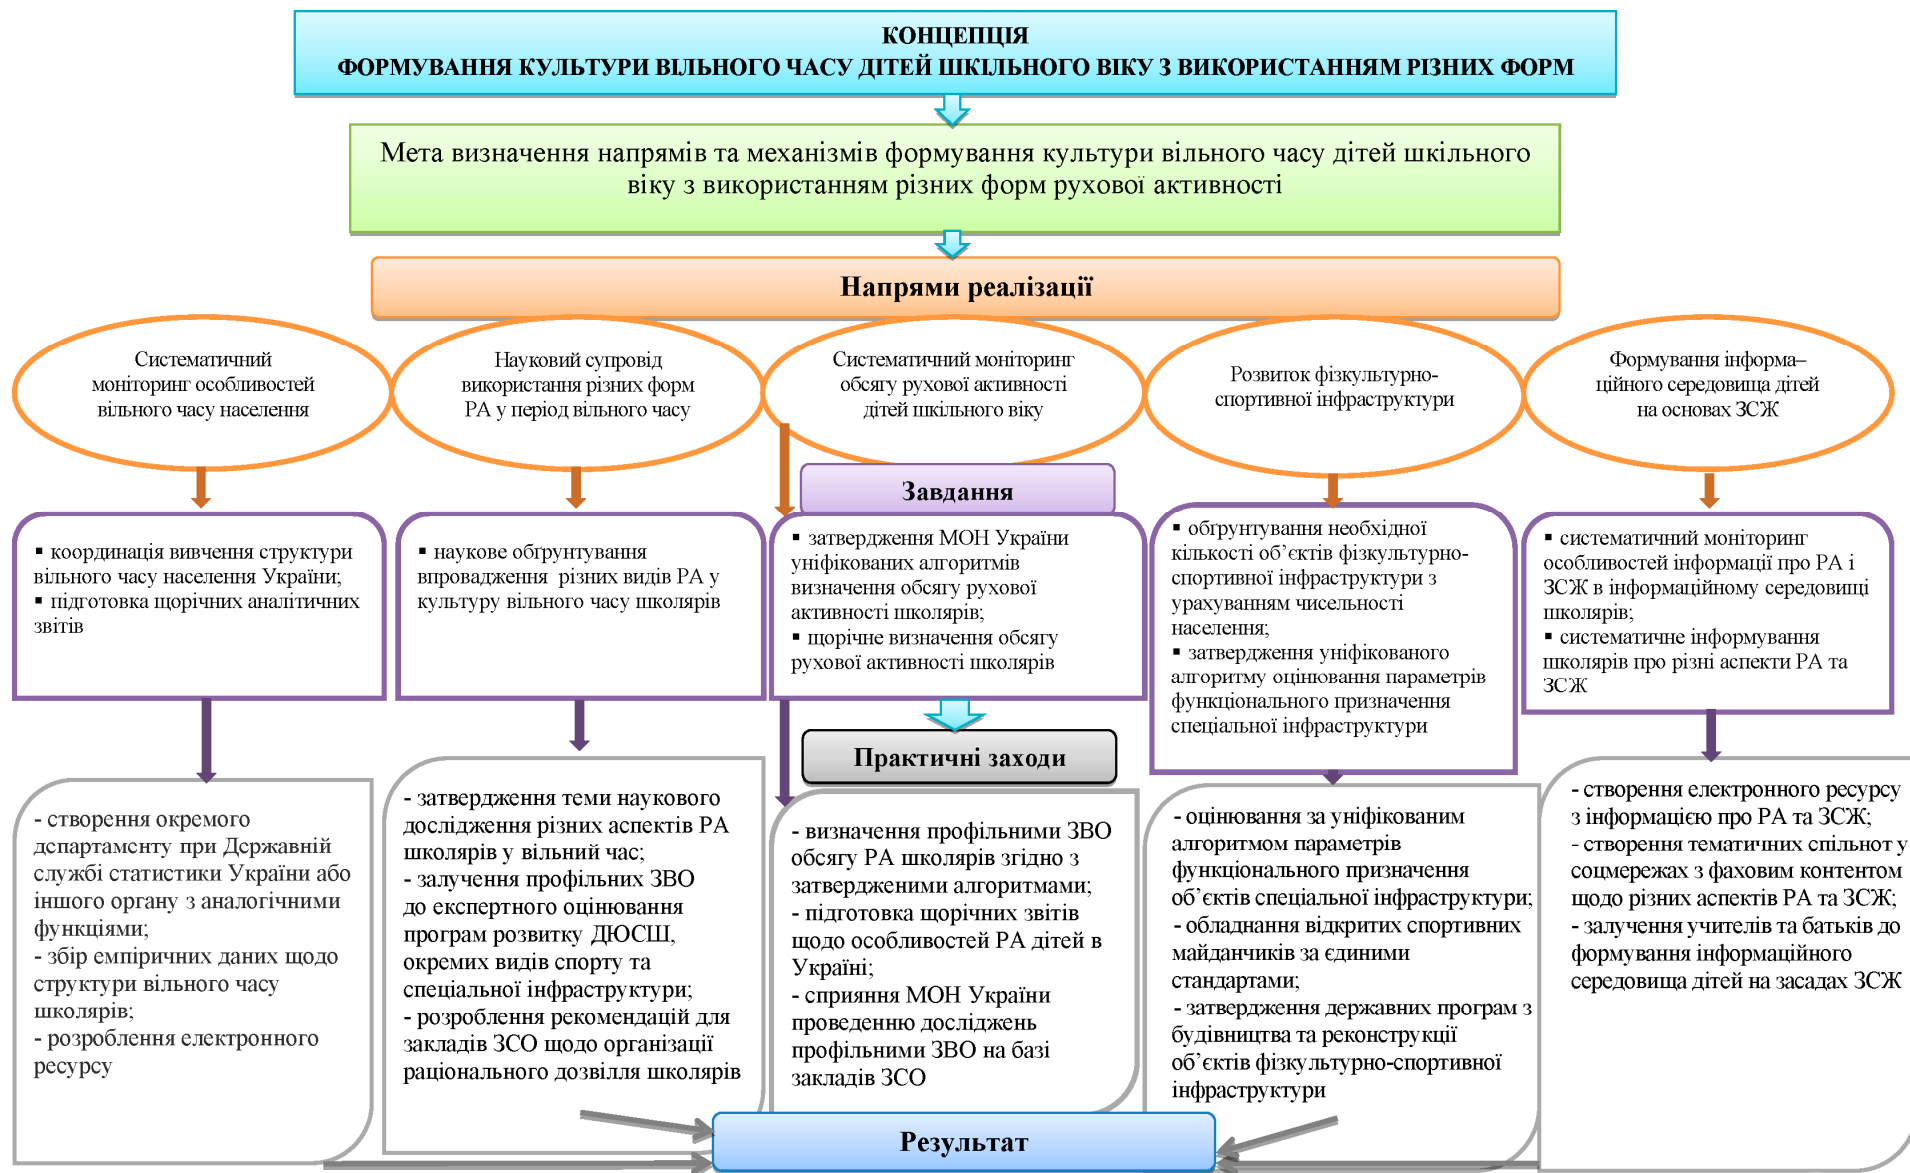 КОНЦЕПЦІЯ
ФОРМУВАННЯ КУЛЬТУРИ ВІЛЬНОГО ЧАСУ ДІТЕЙ ШКІЛЬНОГО ВІКУ З ВИКОРИСТАННЯМ РІЗНИХ ФОРМ
Мета визначення напрямів та механізмів формування культури вільного часу дітей шкільного
віку з використанням різних форм рухової активності
Напрями реалізації
Систематичний
моніторинг особливостей
вільного часу населення
Науковий супровід
використання різних форм
РА у період вільного часу
Систематичний моніторинг
обсягу рухової активності
дітей шкільного віку
Розвиток фізкультурно-
спортивної інфраструктури
Формування інформа–
ційного середовища дітей
на основах ЗСЖ
Завдання
▪ координація вивчення структури
вільного часу населення України;
▪ підготовка щорічних аналітичних
звітів
▪ наукове обґрунтування
впровадження різних видів РА у
культуру вільного часу школярів
▪ затвердження МОН України
уніфікованих алгоритмів
визначення обсягу рухової
активності школярів;
▪ щорічне визначення обсягу
рухової активності школярів
▪ обґрунтування необхідної
кількості об’єктів фізкультурно-
спортивної інфраструктури з
урахуванням чисельності
населення;
▪ затвердження уніфікованого
алгоритму оцінювання параметрів
функціонального призначення
спеціальної інфраструктури
▪ систематичний моніторинг
особливостей інформації про РА і
ЗСЖ в інформаційному середовищі
школярів;
▪ систематичне інформування
школярів про різні аспекти РА та
ЗСЖ
Практичні заходи
- створення окремого
департаменту при Державній
службі статистики України або
іншого органу з аналогічними
функціями;
- збір емпіричних даних щодо
структури вільного часу
школярів;
- розроблення електронного
ресурсу
- затвердження теми наукового
дослідження різних аспектів РА
школярів у вільний час;
- залучення профільних ЗВО
до експертного оцінювання
програм розвитку ДЮСШ,
окремих видів спорту та
спеціальної інфраструктури;
- розроблення рекомендацій для
закладів ЗСО щодо організації
раціонального дозвілля школярів
- визначення профільними ЗВО
обсягу РА школярів згідно з
затвердженими алгоритмами;
- підготовка щорічних звітів
щодо особливостей РА дітей в
Україні;
- сприяння МОН України
проведенню досліджень
профільними ЗВО на базі
закладів ЗСО
- оцінювання за уніфікованим
алгоритмом параметрів
функціонального призначення
об’єктів спеціальної інфраструктури;
- обладнання відкритих спортивних
майданчиків за єдиними
стандартами;
- затвердження державних програм з
будівництва та реконструкції
об’єктів фізкультурно-спортивної
інфраструктури
- створення електронного ресурсу
з інформацією про РА та ЗСЖ;
- створення тематичних спільнот у
соцмережах з фаховим контентом
щодо різних аспектів РА та ЗСЖ;
- залучення учителів та батьків до
формування інформаційного
середовища дітей на засадах ЗСЖ
Результат